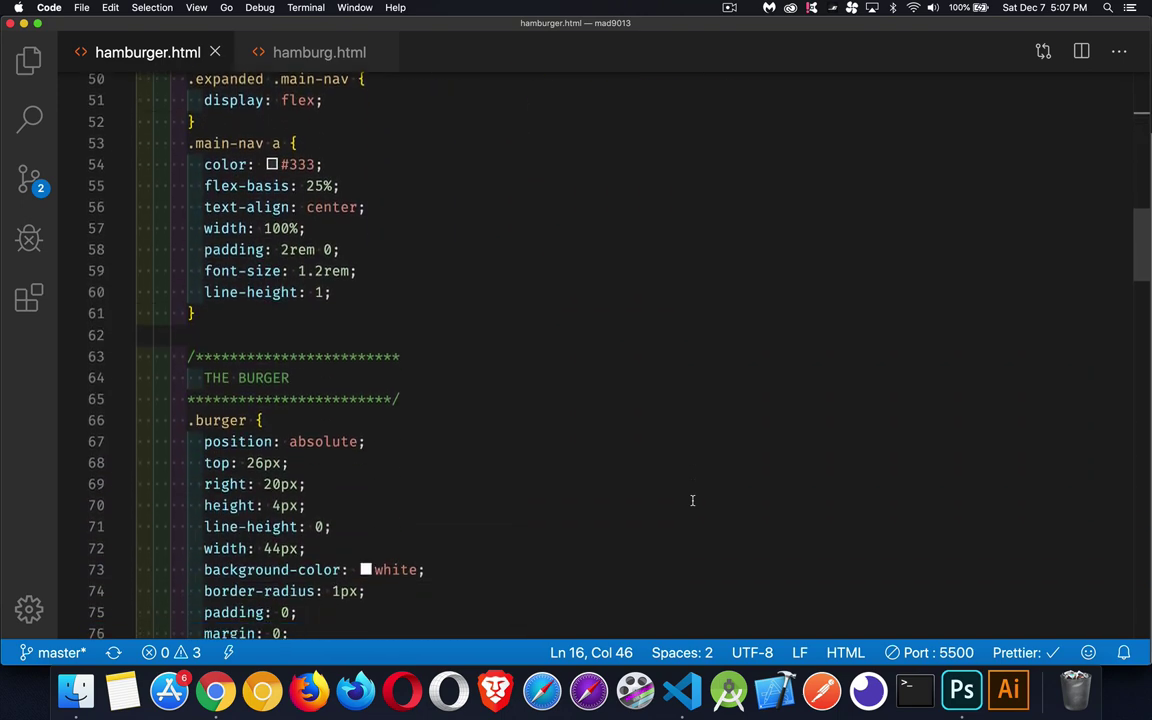 Code File Edit Selection View Go Debug Terminal Window Help 100% Sat Dec 7 5:07 PM
hamburger.html — mad9013
hamburger.html hamburg.html
50 .expanded .main-nav {
51 display: flex;
52 }
53 .main-nav a {
54 color: #333;
55 flex-basis: 25%;
56 text-align: center;
57 width: 100%;
58 padding: 2rem 0;
59 font-size: 1.2rem;
60 line-height: 1;
61 }
62
63 /************************
64 THE BURGER
65 ************************/
66 .burger {
67 position: absolute;
68 top: 26px;
69 right: 20px;
70 height: 4px;
71 line-height: 0;
72 width: 44px;
73 background-color: white;
74 border-radius: 1px;
75 padding: 0;
76 margin: 0;
2
master* 0 3 Ln 16, Col 46 Spaces: 2 UTF-8 LF HTML Port : 5500 Prettier: ✓
6
>_ Ps Ai